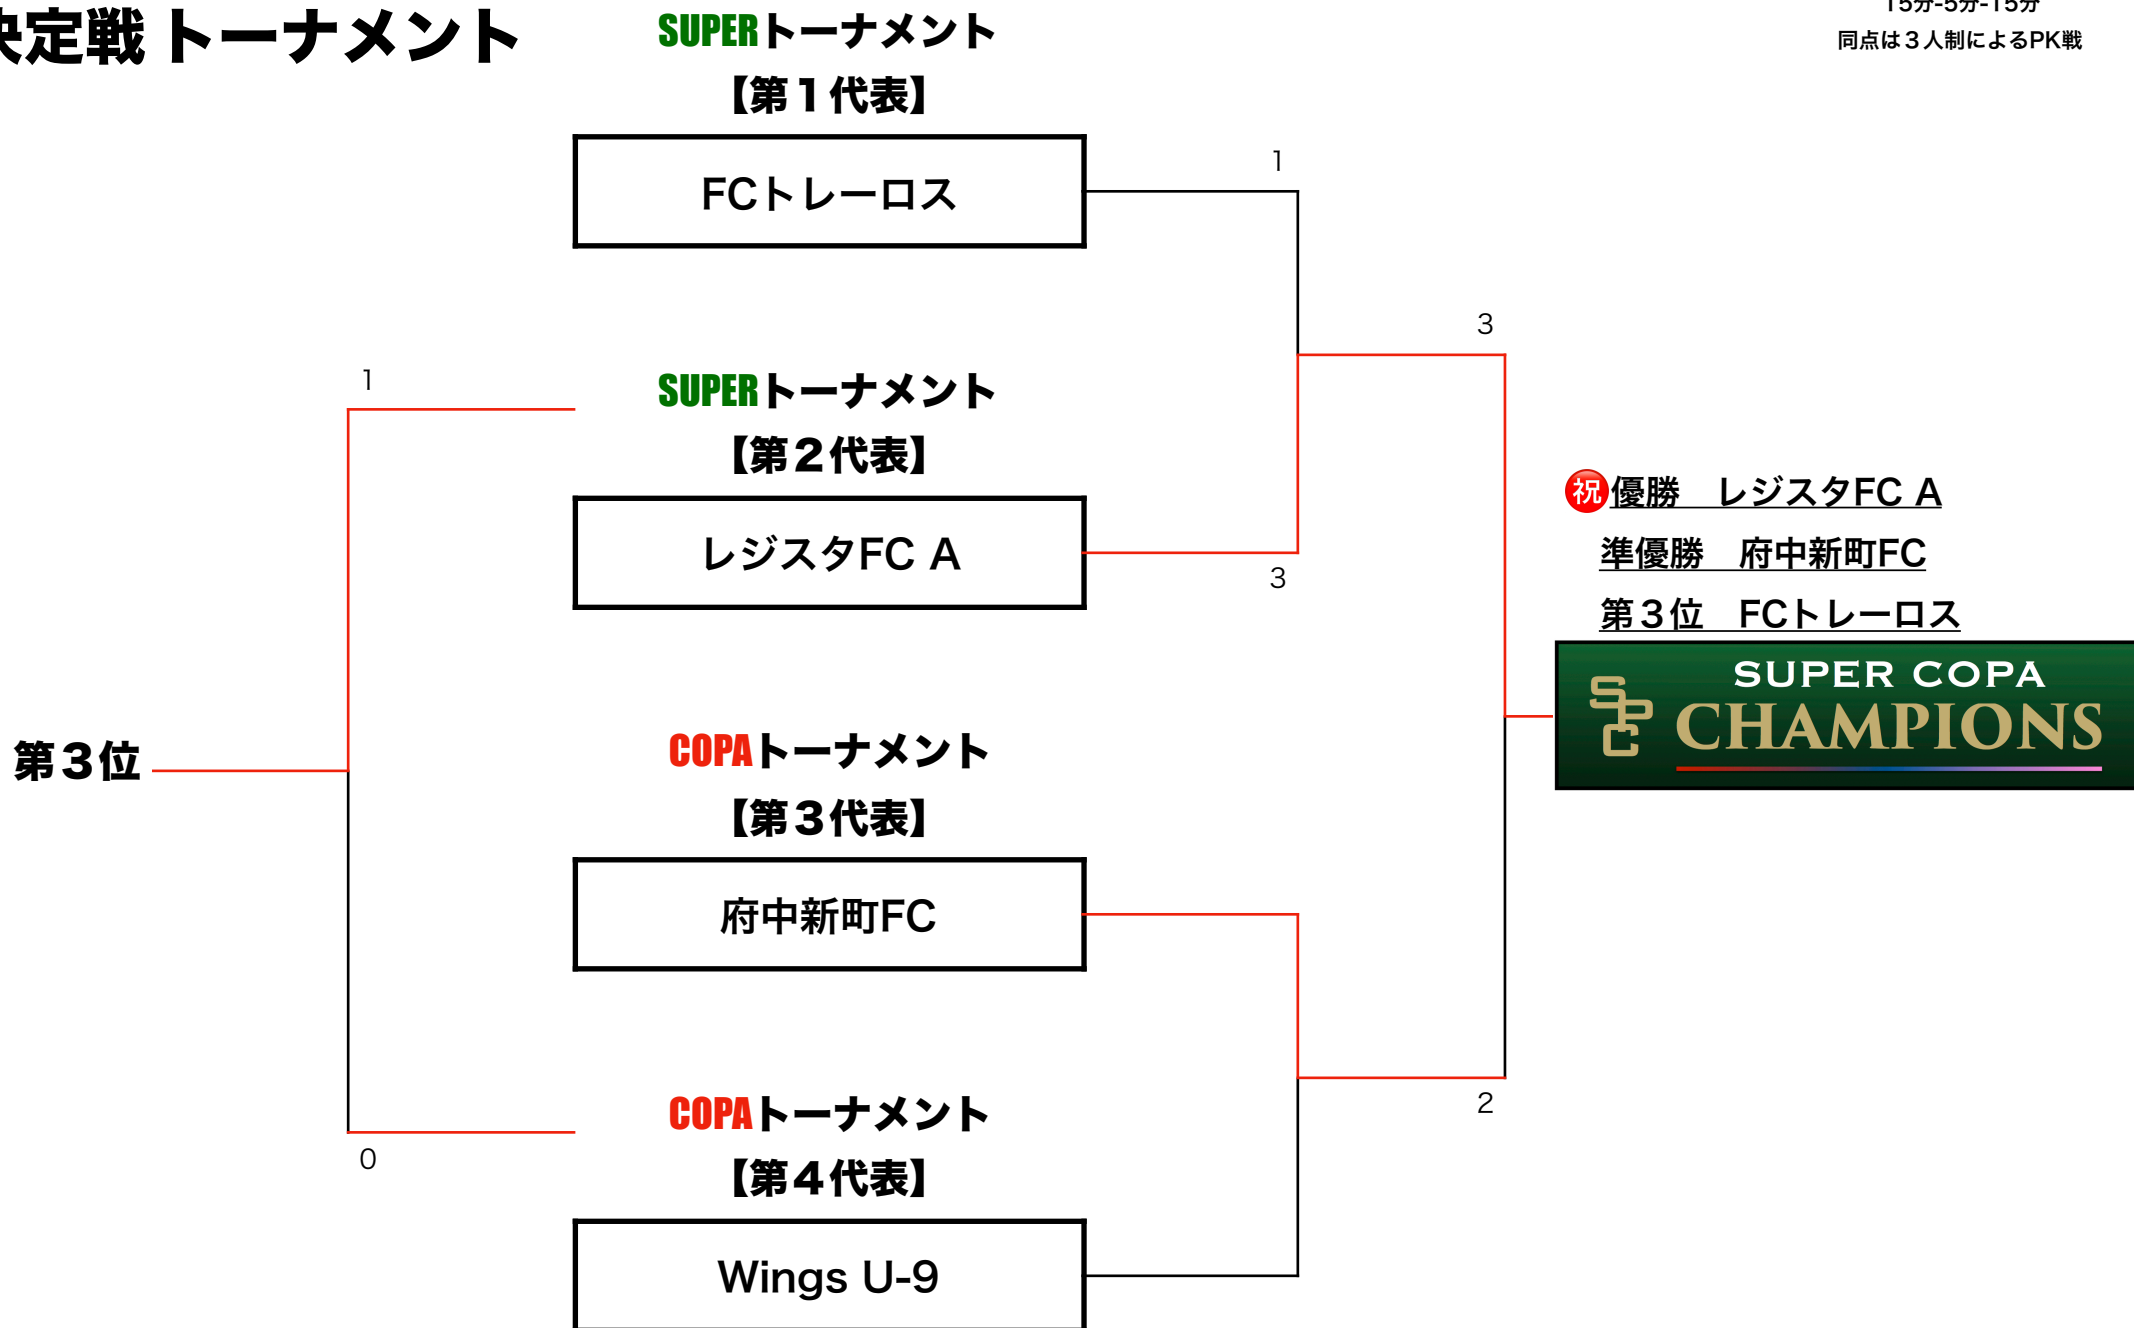 定戦 トーナメント
15分-5分-15分
同点は３人制によるPK戦
SUPERトーナメント
【第１代表】
FCトレーロス
1
3
SUPERトーナメント
【第２代表】
レジスタFC A
3
1
㊗優勝　レジスタFC A
準優勝　府中新町FC
第３位　FCトレーロス
SUPER COPA
CHAMPIONS
SPC
第３位
COPAトーナメント
【第３代表】
府中新町FC
2
COPAトーナメント
【第４代表】
Wings U-9
0